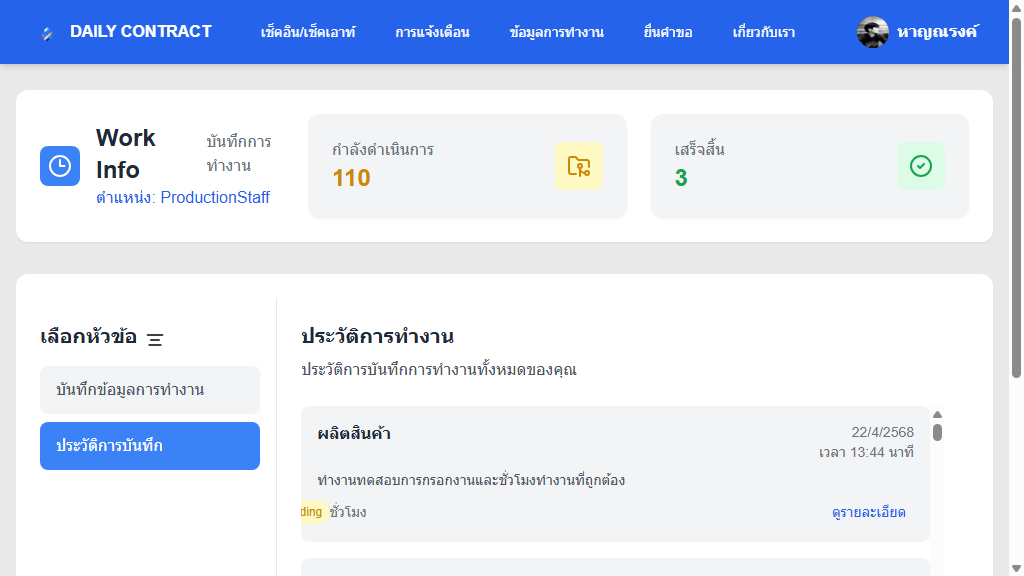 DAILY CONTRACT
เช็คอิน/เช็คเอาท์
การแจ้งเตือน
ข้อมูลการทำงาน
ยื่นคำขอ
เกี่ยวกับเรา
หาญณรงค์
Work
Info
บันทึกการ
ทำงาน
ตำแหน่ง: ProductionStaff
กำลังดำเนินการ
110
เสร็จสิ้น
3
เลือกหัวข้อ
บันทึกข้อมูลการทำงาน
ประวัติการบันทึก
ประวัติการทำงาน
ประวัติการบันทึกการทำงานทั้งหมดของคุณ
ผลิตสินค้า
22/4/2568
เวลา 13:44 นาที
ทำงานทดสอบการกรอกงานและชั่วโมงทำงานที่ถูกต้อง
ding ชั่วโมง
ดูรายละเอียด